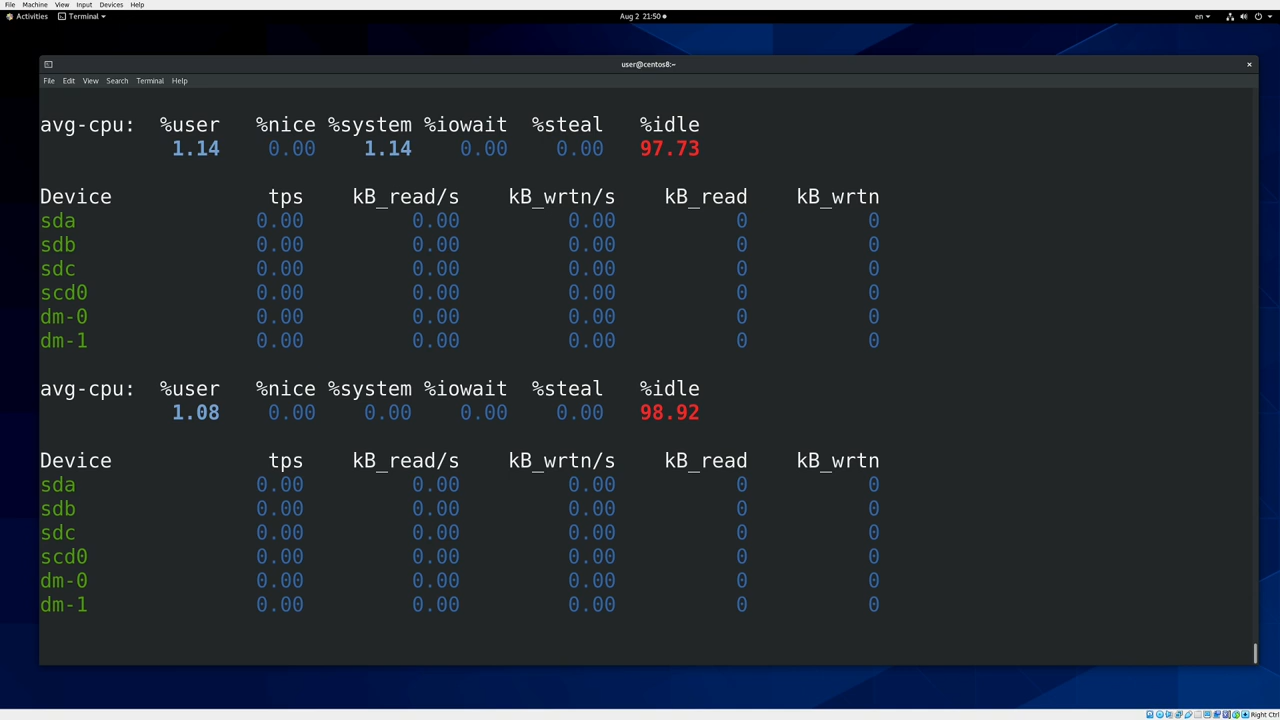 File Machine View Input Devices Help
Activities Terminal Aug 2 21:50 en
user@centos8:~
File Edit View Search Terminal Help
avg-cpu: %user %nice %system %iowait %steal %idle
1.14 0.00 1.14 0.00 0.00 97.73
Device tps kB_read/s kB_wrtn/s kB_read kB_wrtn
sda 0.00 0.00 0.00 0 0
sdb 0.00 0.00 0.00 0 0
sdc 0.00 0.00 0.00 0 0
scd0 0.00 0.00 0.00 0 0
dm-0 0.00 0.00 0.00 0 0
dm-1 0.00 0.00 0.00 0 0
avg-cpu: %user %nice %system %iowait %steal %idle
1.08 0.00 0.00 0.00 0.00 98.92
Device tps kB_read/s kB_wrtn/s kB_read kB_wrtn
sda 0.00 0.00 0.00 0 0
sdb 0.00 0.00 0.00 0 0
sdc 0.00 0.00 0.00 0 0
scd0 0.00 0.00 0.00 0 0
dm-0 0.00 0.00 0.00 0 0
dm-1 0.00 0.00 0.00 0 0
Right Ctrl